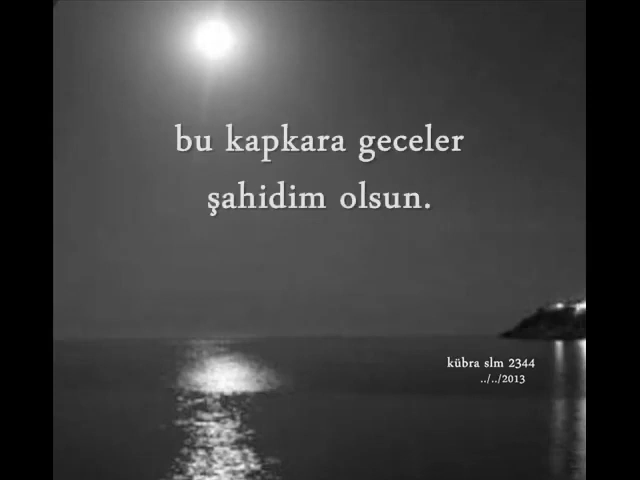 bu kapkara geceler
şahidim olsun.
kübra slm 2344
../../2013